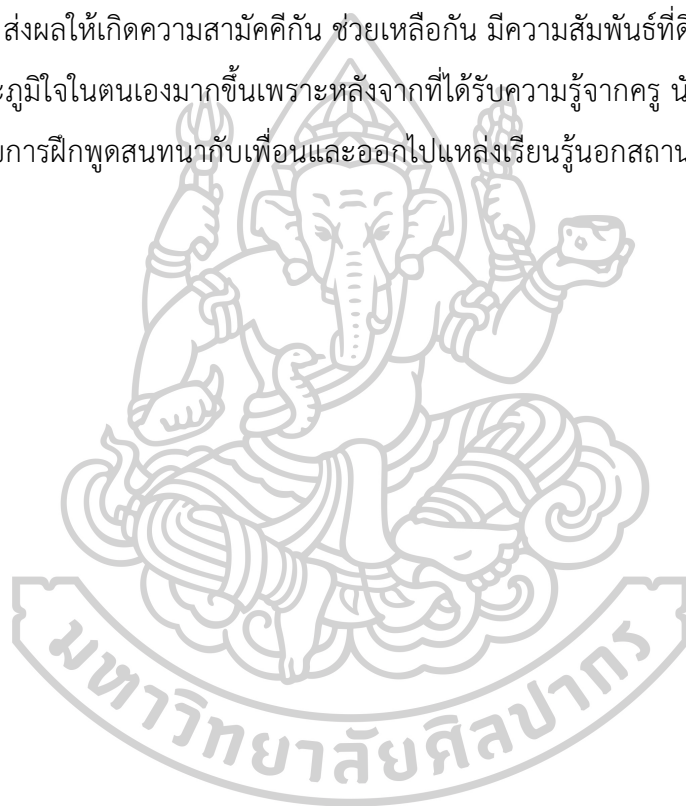 ส่งผลให้เกิดความสามัคคีกัน ช่วยเหลือกัน มีความสัมพันธ์ที่ดี
ภูมิใจในตนเองมากขึ้นเพราะหลังจากที่ได้รับความรู้จากครู
การฝึกพูดสนทนากับเพื่อนและออกไปแหล่งเรียนรู้นอกสถาน
มหาวิทยาลัยศิลปากร